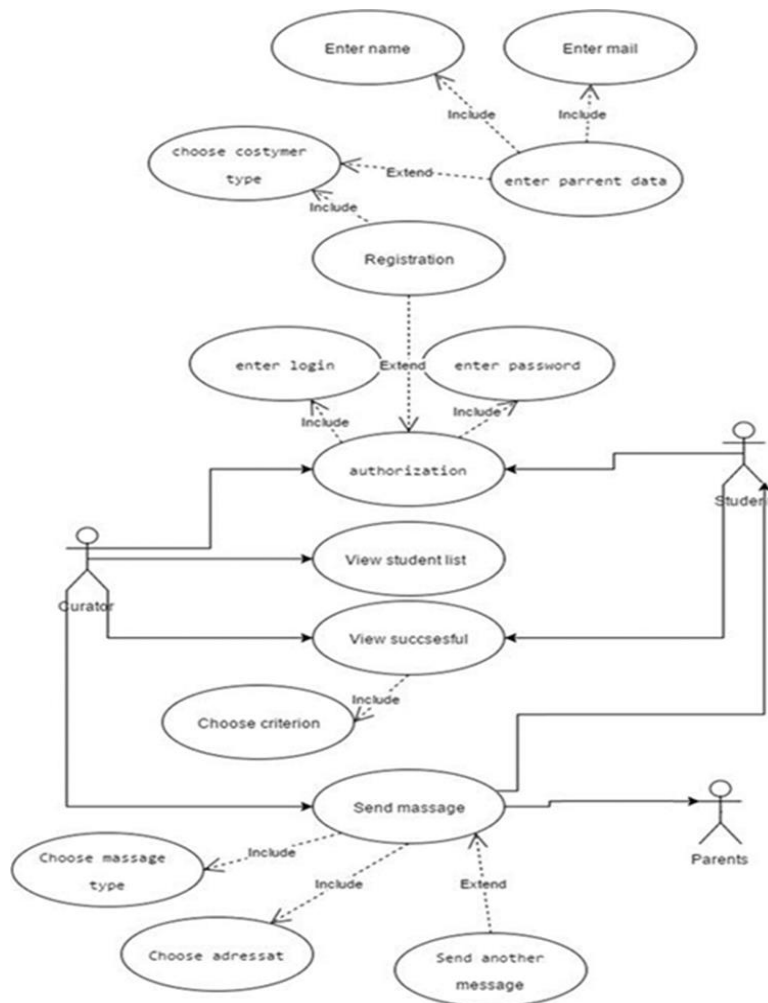 Enter name
Enter mail
Include
Include
choose costymer
type
Extend
enter parrent data
Include
Registration
enter login
Extend
enter password
Include
Include
authorization
Student
View student list
Curator
View succsesful
Include
Choose criterion
Send massage
Parents
Choose massage
type
Include
Include
Extend
Choose adressat
Send another
message